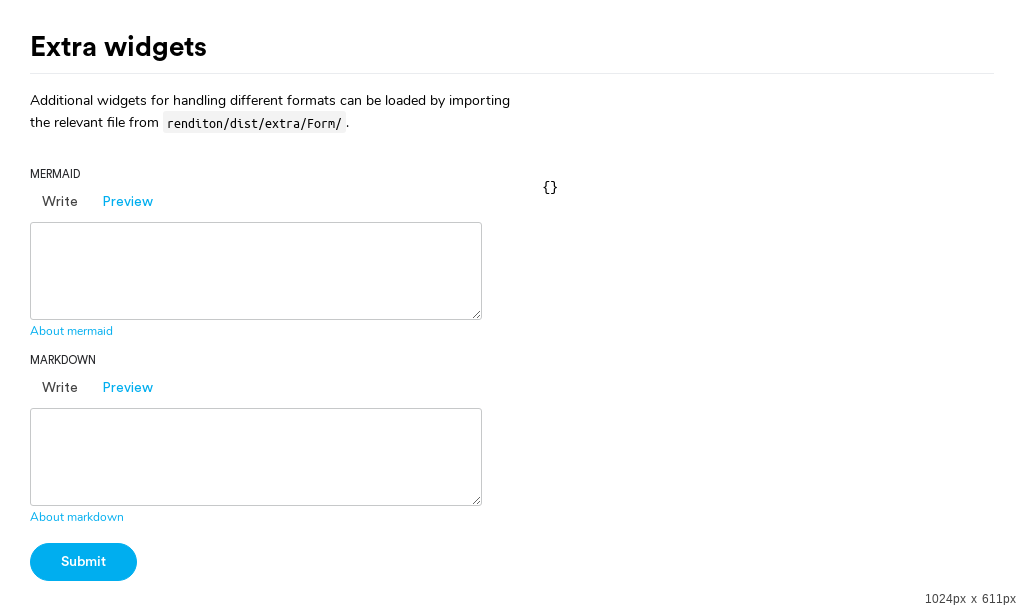 Extra widgets
Additional widgets for handling different formats can be loaded by importing
the relevant file from renditon/dist/extra/Form/ .
MERMAID
Write Preview
{}
About mermaid
MARKDOWN
Write Preview
About markdown
Submit
1024px x 611px